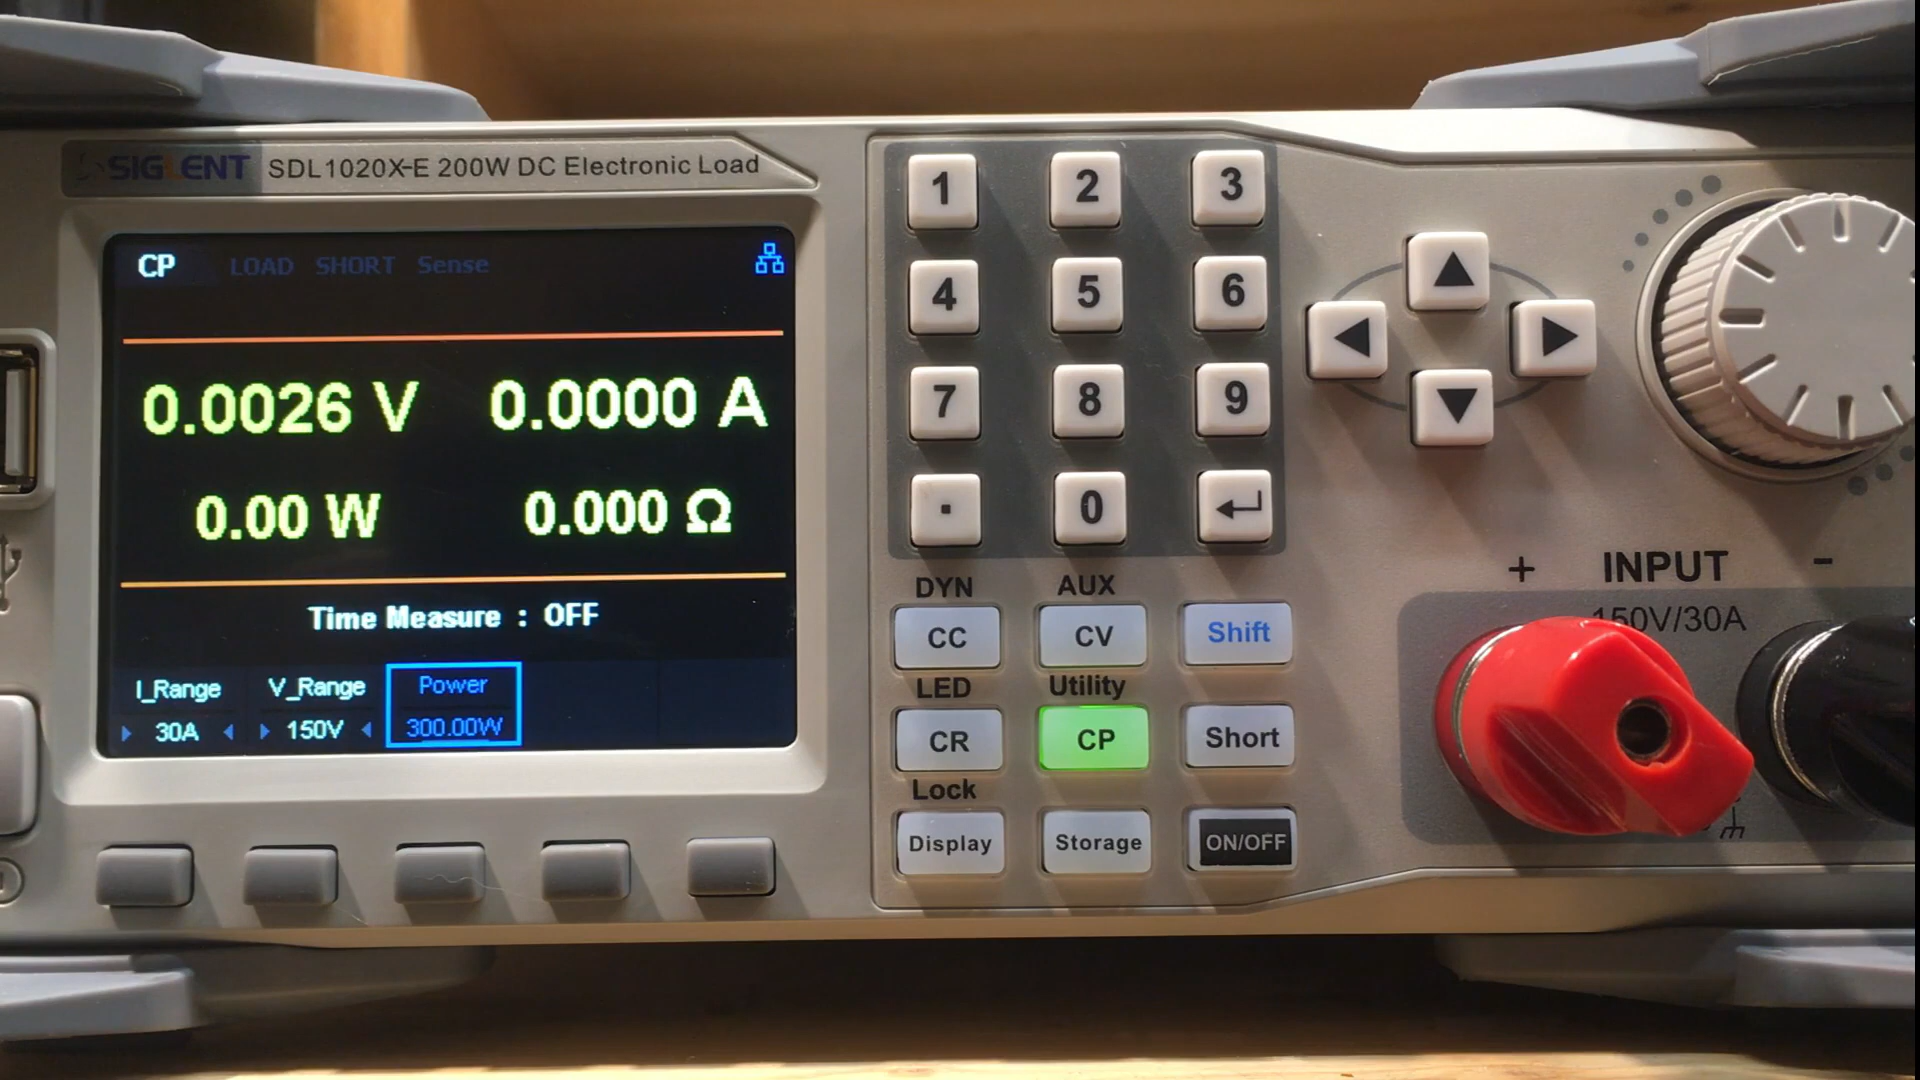 SIGLENT SDL1020X-E 200W DC Electronic Load
CP LOAD SHORT Sense
0.0026 V 0.0000 A
0.00 W 0.000 Ω
Time Measure : OFF
I_Range V_Range Power
30A 150V 300.00W
1 2 3
4 5 6
7 8 9
. 0
DYN AUX
CC CV Shift
LED Utility
CR CP Short
Lock
Display Storage ON/OFF
+ INPUT -
150V/30A